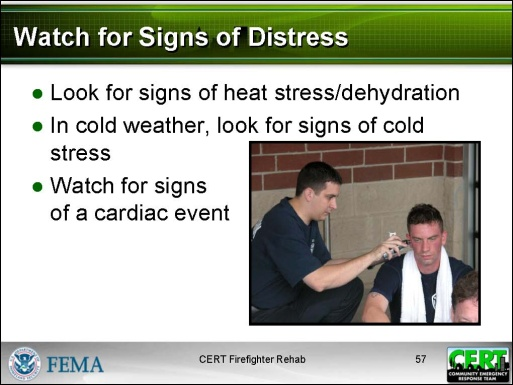 Watch for Signs of Distress
Look for signs of heat stress/dehydration
In cold weather, look for signs of cold
stress
Watch for signs
of a cardiac event
FEMA
CERT Firefighter Rehab
57
CERT
COMMUNITY EMERGENCY
RESPONSE TEAM